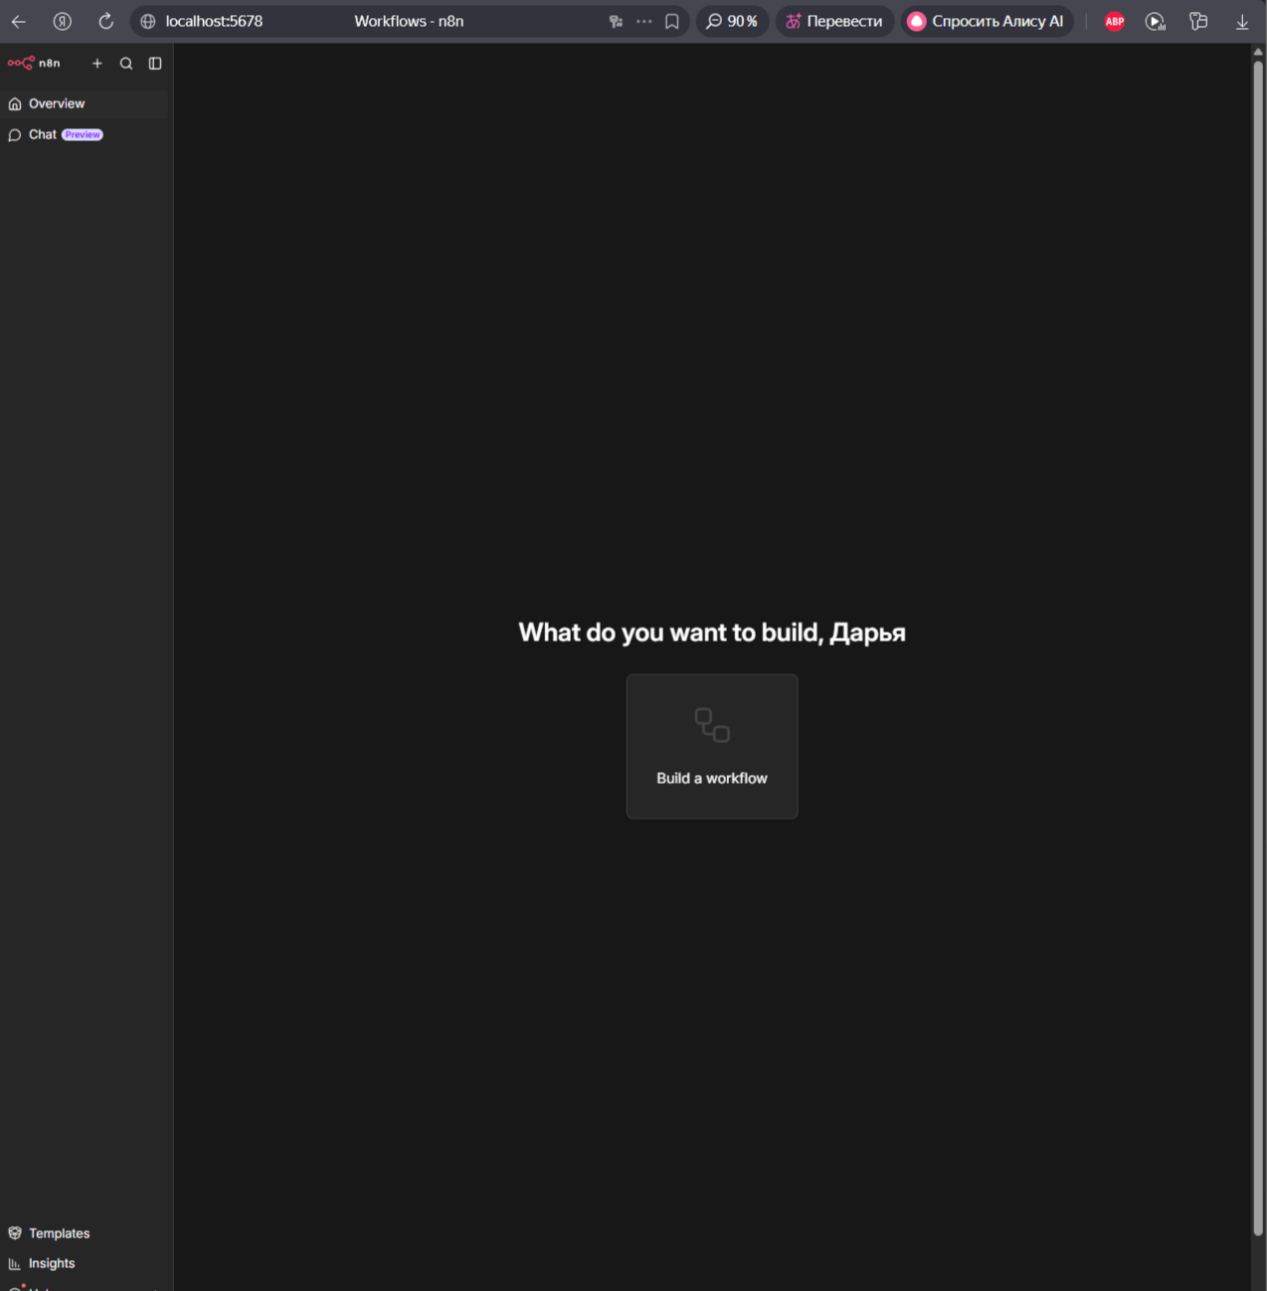 localhost:5678 Workflows - n8n 90 % Перевести Спросить Алису AI ABP
n8n
Overview
Chat Preview
What do you want to build, Дарья
Build a workflow
Templates
Insights